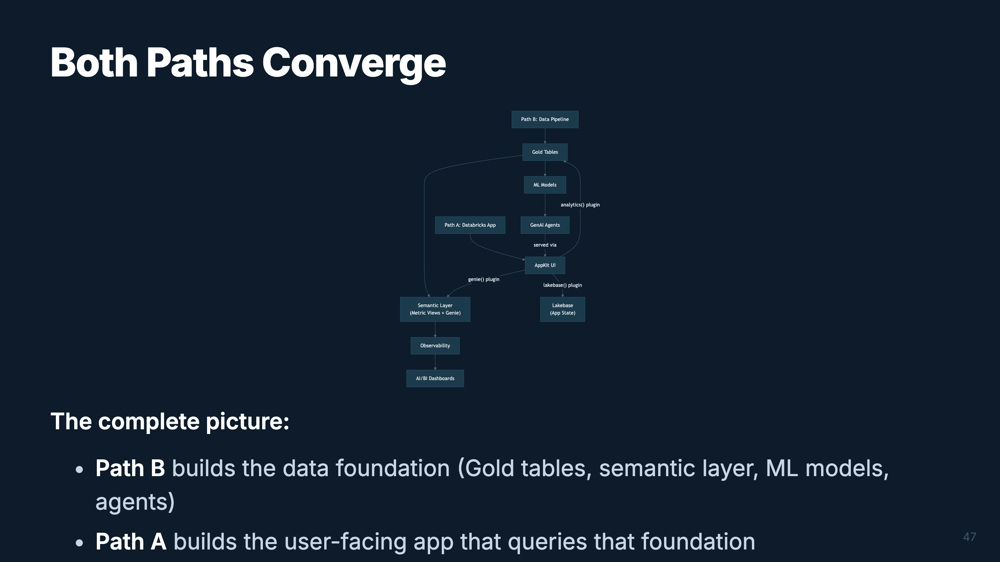 Both Paths Converge
Path B: Data Pipeline
Gold Tables
ML Models
analytics() plugin
Path A: Databricks App
GenAI Agents
served via
AppKit UI
genie() plugin
lakebase() plugin
Semantic Layer
(Metric Views + Genie)
Lakebase
(App State)
Observability
AI/BI Dashboards
The complete picture:
• Path B builds the data foundation (Gold tables, semantic layer, ML models,
agents)
• Path A builds the user-facing app that queries that foundation
47